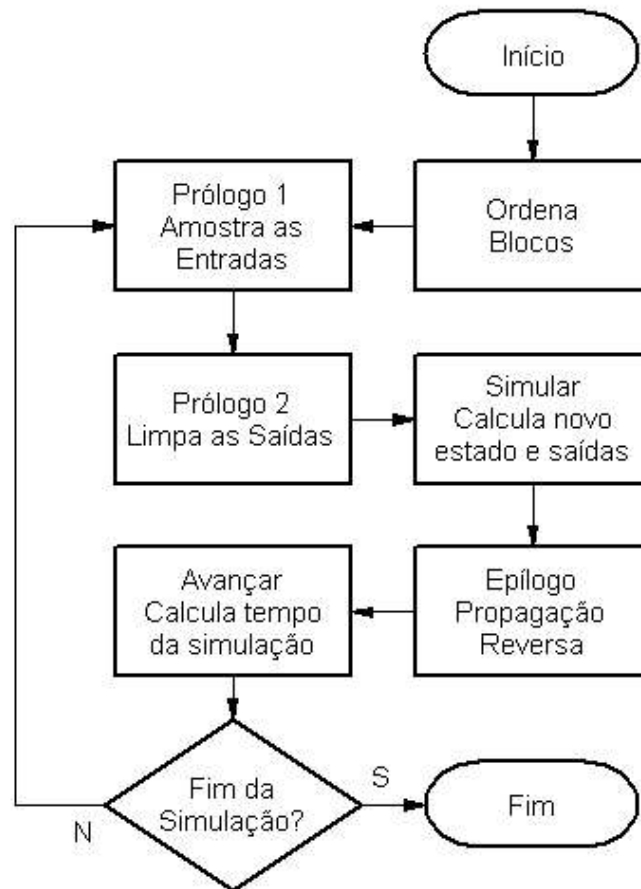 Início
Ordena
Blocos
Prólogo 1
Amostra as
Entradas
Prólogo 2
Limpa as Saídas
Simular
Calcula novo
estado e saídas
Epílogo
Propagação
Reversa
Avançar
Calcula tempo
da simulação
Fim da
Simulação?
N
S
Fim